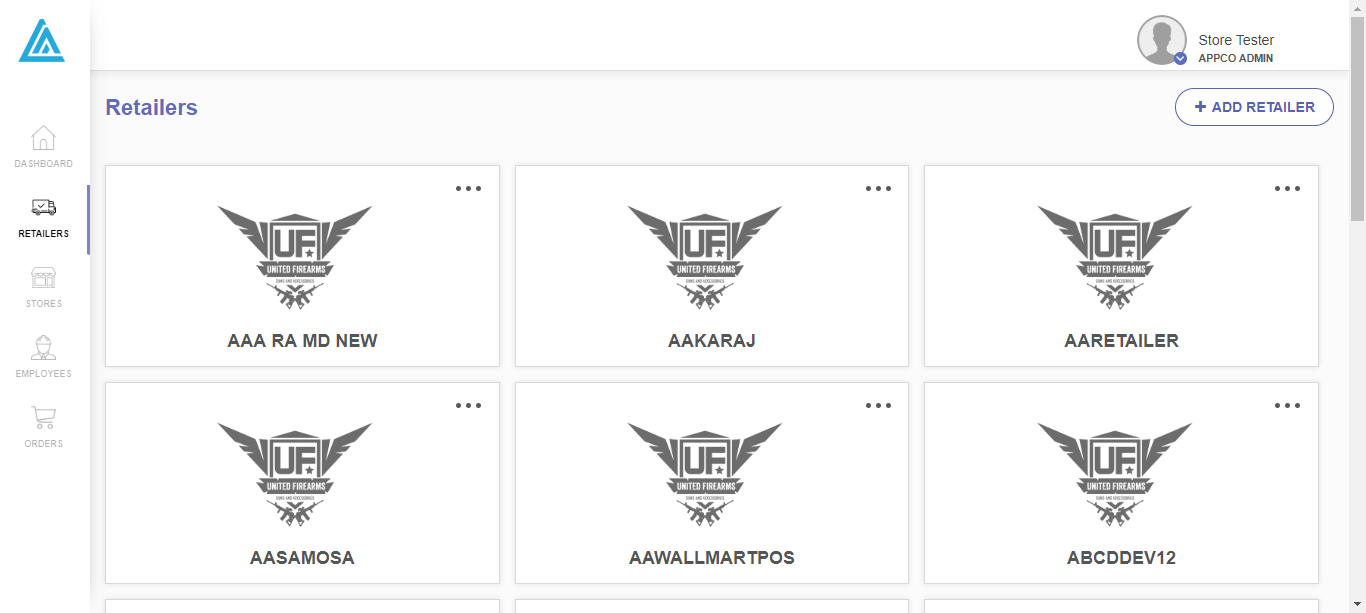 Store Tester
APPCO ADMIN
Retailers
+ ADD RETAILER
DASHBOARD
RETAILERS
STORES
EMPLOYEES
ORDERS
UF
UNITED FIREARMS
GUNS AND ACCESSORIES
AAA RA MD NEW
UF
UNITED FIREARMS
GUNS AND ACCESSORIES
AAKARAJ
UF
UNITED FIREARMS
GUNS AND ACCESSORIES
AARETAILER
UF
UNITED FIREARMS
GUNS AND ACCESSORIES
AASAMOSA
UF
UNITED FIREARMS
GUNS AND ACCESSORIES
AAWALLMARTPOS
UF
UNITED FIREARMS
GUNS AND ACCESSORIES
ABCDDEV12